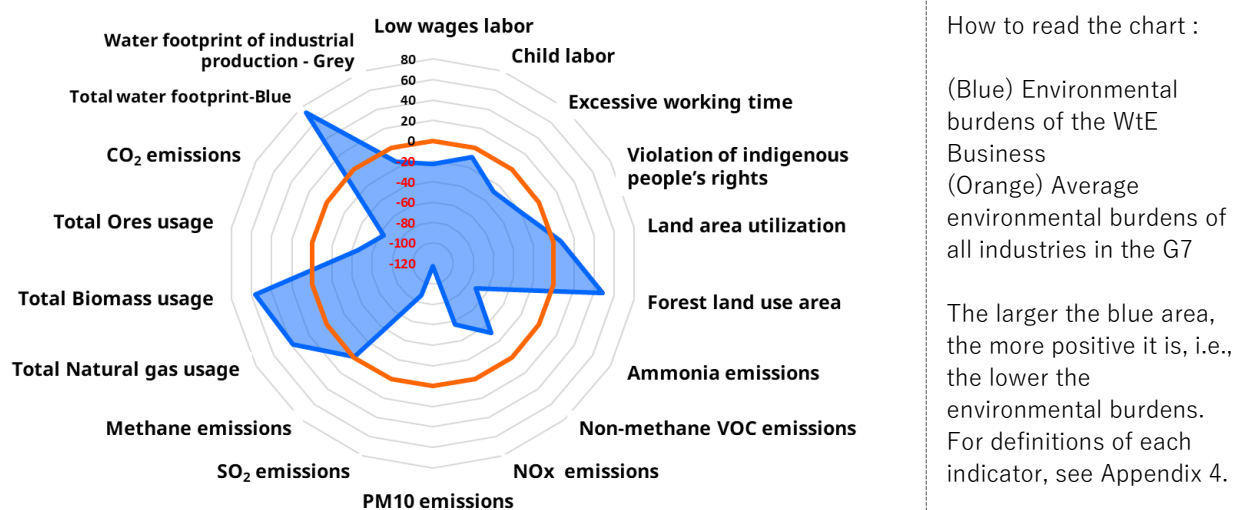 Low wages labor
Child labor
Excessive working time
Violation of indigenous
people's rights
Land area utilization
Forest land use area
Ammonia emissions
Non-methane VOC emissions
NOx emissions
PM10 emissions
SO₂ emissions
Methane emissions
Total Natural gas usage
Total Biomass usage
Total Ores usage
CO₂ emissions
Total water footprint-Blue
Water footprint of industrial
production - Grey
80
60
40
20
0
-20
-40
-60
-80
-100
-120
How to read the chart :
(Blue) Environmental
burdens of the WtE
Business
(Orange) Average
environmental burdens of
all industries in the G7
The larger the blue area,
the more positive it is, i.e.,
the lower the
environmental burdens.
For definitions of each
indicator, see Appendix 4.